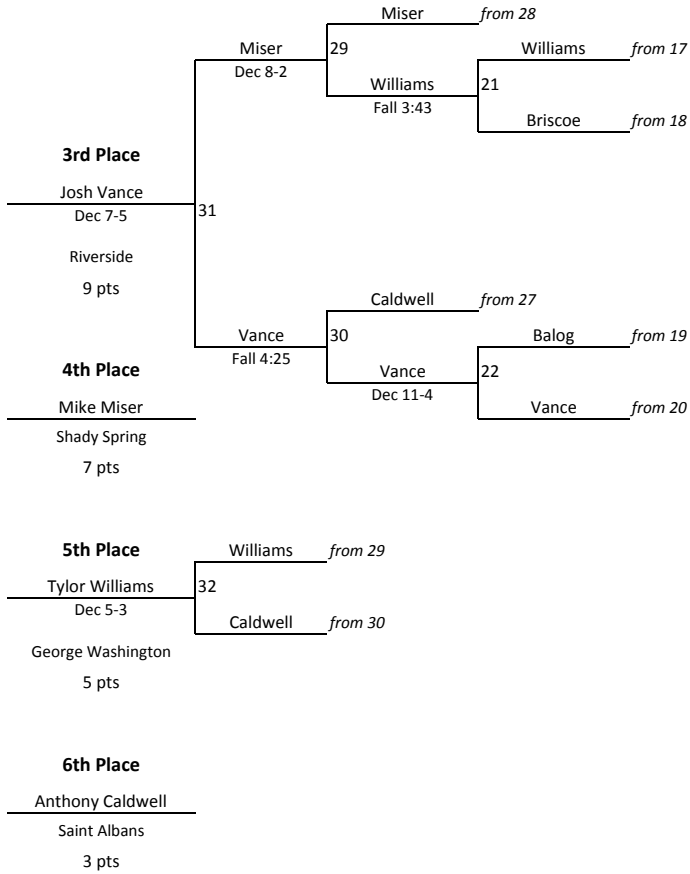 Miser from 28
Miser 29 Williams from 17
Dec 8-2
Williams 21
Fall 3:43
Briscoe from 18
3rd Place
Josh Vance
Dec 7-5 31
Riverside
9 pts
Caldwell from 27
Vance 30 Balog from 19
Fall 4:25
4th Place Vance 22
Dec 11-4
Mike Miser Vance from 20
Shady Spring
7 pts
5th Place Williams from 29
Tylor Williams 32
Dec 5-3
Caldwell from 30
George Washington
5 pts
6th Place
Anthony Caldwell
Saint Albans
3 pts